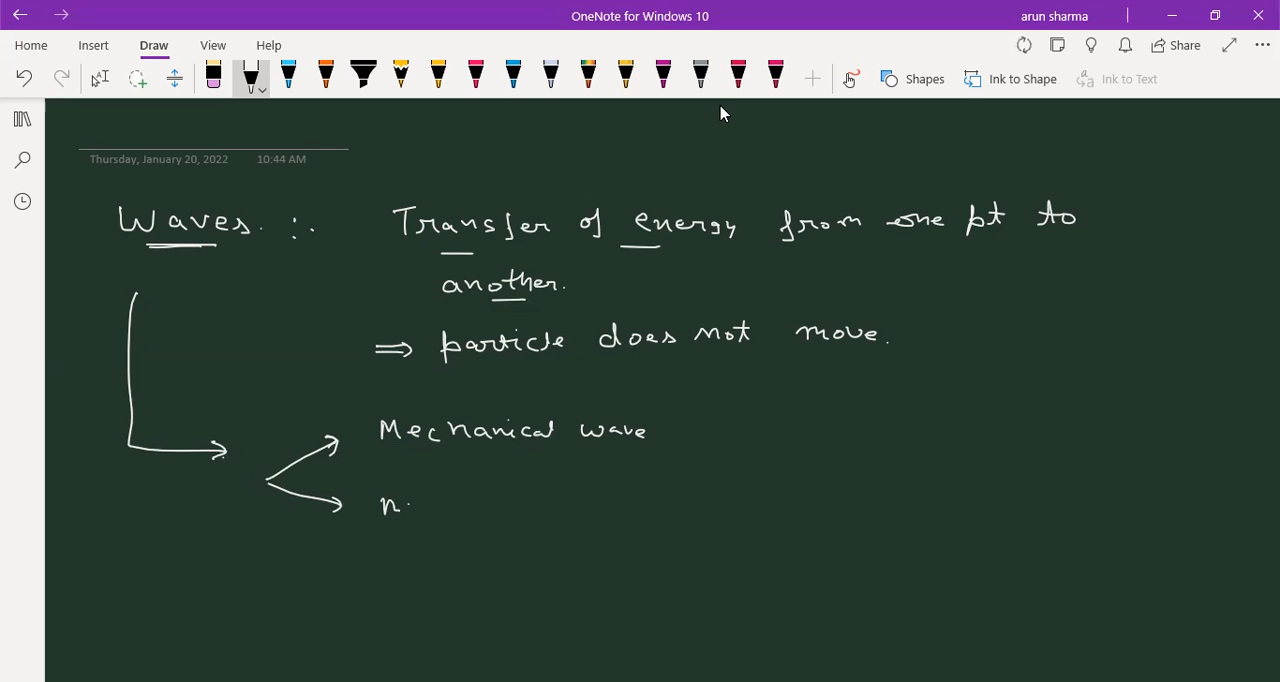 OneNote for Windows 10
arun sharma
Home Insert Draw View Help
Share
Shapes Ink to Shape Ink to Text
Thursday, January 20, 2022 10:44 AM
Waves :. Transfer of energy from one pt to
another.
⇒ particle does not move.
Mechanical wave
n.